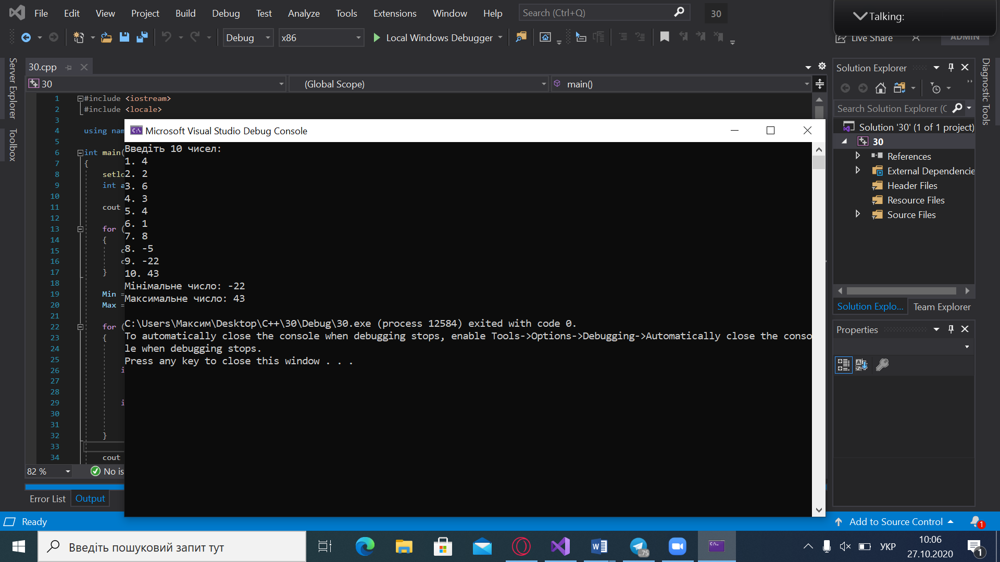 File Edit View Project Build Debug Test Analyze Tools Extensions Window Help Search (Ctrl+Q) 30 Talking:
Debug x86 Local Windows Debugger Live Share ADMIN
Server Explorer
Toolbox
30.cpp
30 (Global Scope) main()
1 #include <iostream>
2 #include <locale>
3
4 using nam
5
6 int main(
7 {
8 setlo
9 int a
10
11 cout
12
13 for (
14 {
15 c
16 c
17 }
18
19 Min =
20 Max =
21
22 for (
23 {
24
25
26 i
27
28
29 i
30
31
32 }
33
34 cout
82 % No is
Error List Output
Microsoft Visual Studio Debug Console
Введіть 10 чисел:
1. 4
2. 2
3. 6
4. 3
5. 4
6. 1
7. 8
8. -5
9. -22
10. 43
Мінімальне число: -22
Максимальне число: 43
C:\Users\Максим\Desktop\C++\30\Debug\30.exe (process 12584) exited with code 0.
To automatically close the console when debugging stops, enable Tools->Options->Debugging->Automatically close the conso
le when debugging stops.
Press any key to close this window . . .
Solution Explorer
Search Solution Explorer (C
Solution '30' (1 of 1 project)
30
References
External Dependencie
Header Files
Resource Files
Source Files
Solution Explo... Team Explorer
Properties
Diagnostic Tools
Ready Add to Source Control 1
Введіть пошуковий запит тут ..75 УКР 10:06
27.10.2020 1